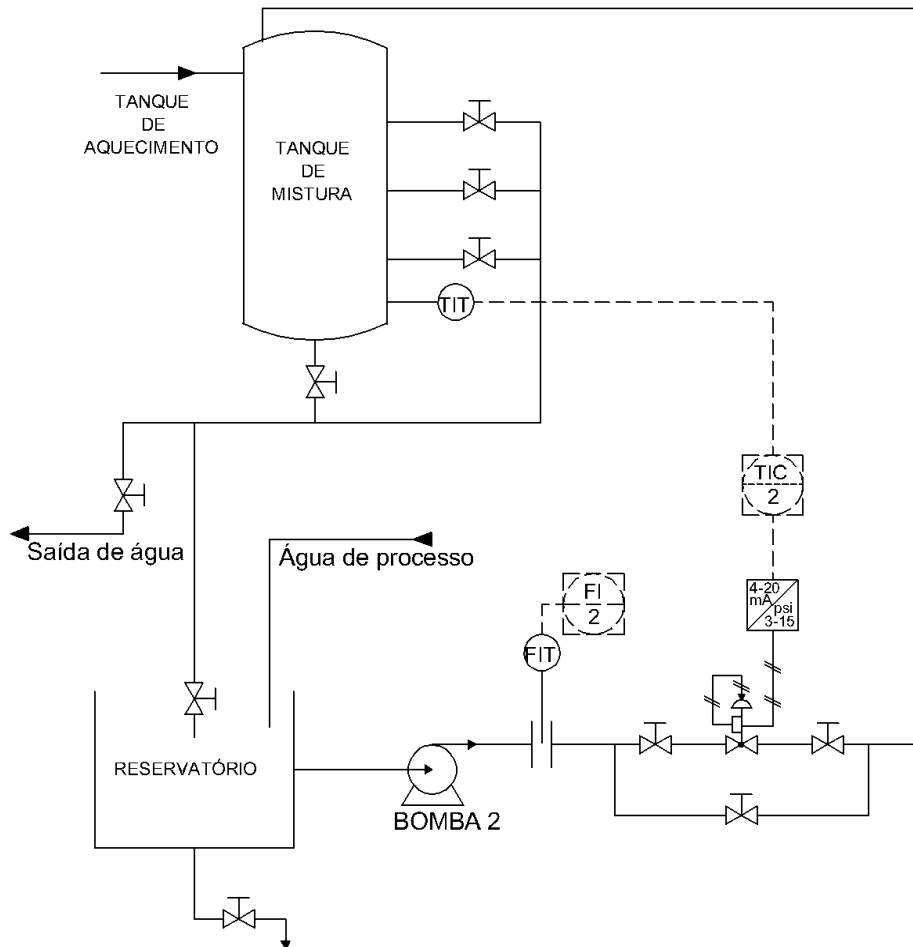 TANQUE
DE
AQUECIMENTO
TANQUE
DE
MISTURA
TIT
TIC
2
Saída de água
Água de processo
FI
2
4-20
mA
psi
3-15
FIT
RESERVATÓRIO
BOMBA 2